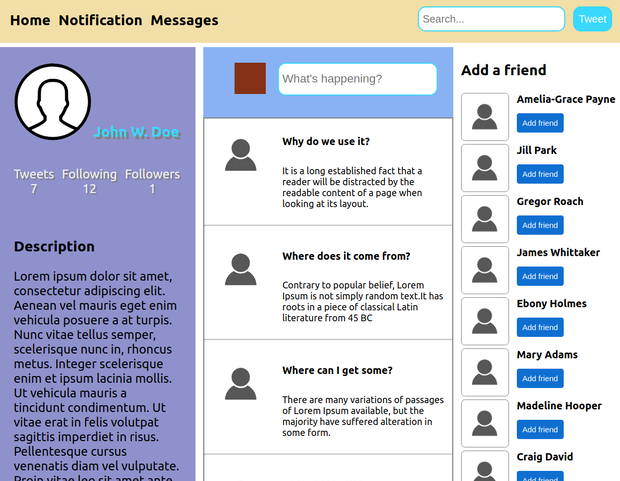 Home Notification Messages
Search...
Tweet
John W. Doe
Tweets Following Followers
7 12 1
Description
Lorem ipsum dolor sit amet,
consectetur adipiscing elit.
Aenean vel mauris eget enim
vehicula posuere a at turpis.
Nunc vitae tellus semper,
scelerisque nunc in, rhoncus
metus. Integer scelerisque
enim et ipsum lacinia mollis.
Ut vehicula mauris a
tincidunt condimentum. Ut
vitae erat in felis volutpat
sagittis imperdiet in risus.
Pellentesque cursus
venenatis diam vel vulputate.
Proin vitae leo sit amet ante
What's happening?
Why do we use it?
It is a long established fact that a
reader will be distracted by the
readable content of a page when
looking at its layout.
Where does it come from?
Contrary to popular belief, Lorem
Ipsum is not simply random text.It has
roots in a piece of classical Latin
literature from 45 BC
Where can I get some?
There are many variations of passages
of Lorem Ipsum available, but the
majority have suffered alteration in
some form.
Add a friend
Amelia-Grace Payne
Add friend
Jill Park
Add friend
Gregor Roach
Add friend
James Whittaker
Add friend
Ebony Holmes
Add friend
Mary Adams
Add friend
Madeline Hooper
Add friend
Craig David
Add friend